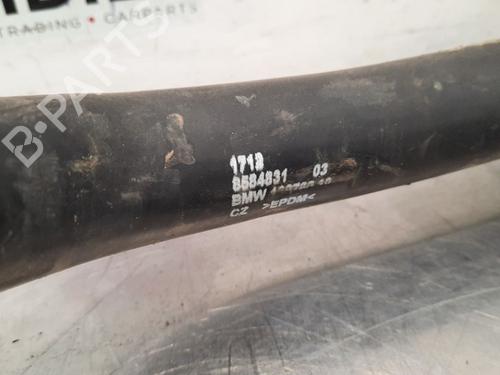 TRADING · CARPARTS
B-PARTS
1713
8584831 03
BMW
CZ >EPDM<